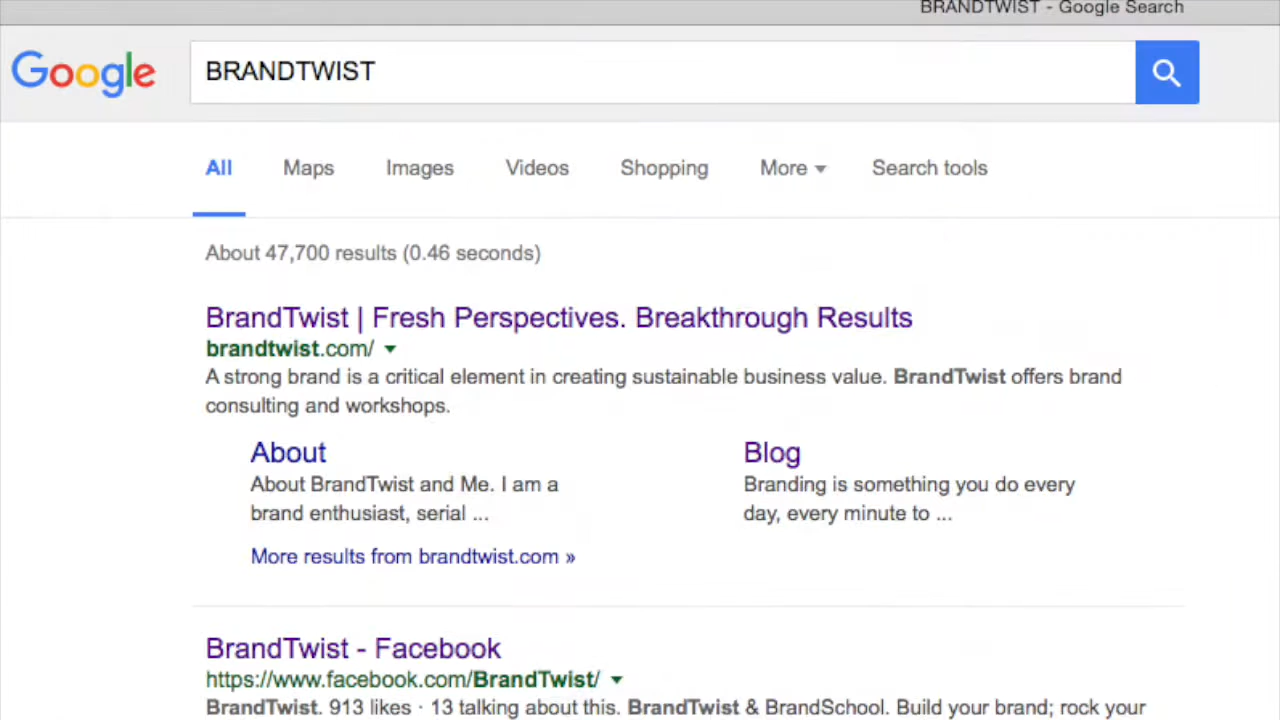 BRANDTWIST - Google Search
Google
BRANDTWIST
All Maps Images Videos Shopping More Search tools
About 47,700 results (0.46 seconds)
BrandTwist | Fresh Perspectives. Breakthrough Results
brandtwist.com/
A strong brand is a critical element in creating sustainable business value. BrandTwist offers brand
consulting and workshops.
About
About BrandTwist and Me. I am a
brand enthusiast, serial ...
Blog
Branding is something you do every
day, every minute to ...
More results from brandtwist.com »
BrandTwist - Facebook
https://www.facebook.com/BrandTwist/
BrandTwist. 913 likes · 13 talking about this. BrandTwist & BrandSchool. Build your brand; rock your